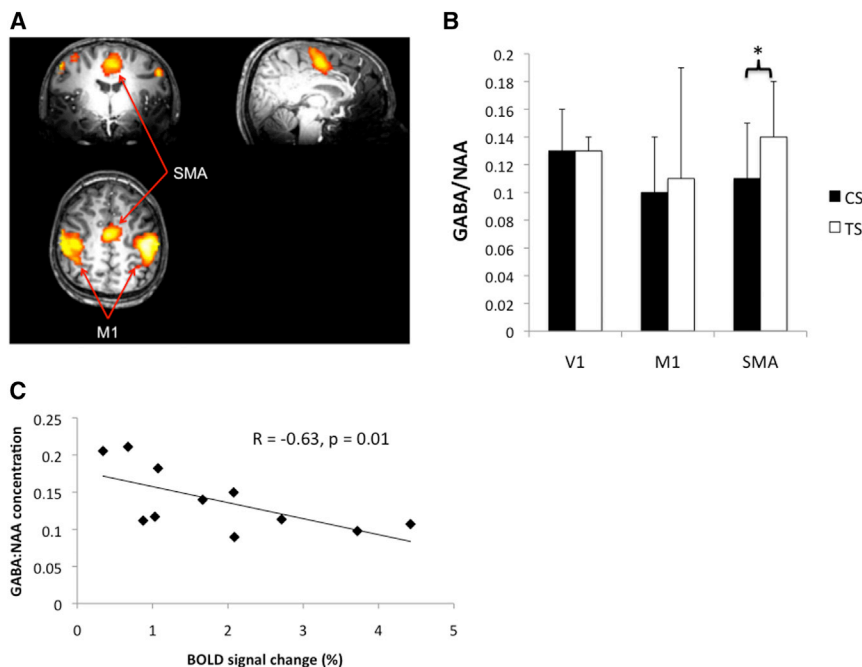 A
SMA
M1
B
0.2
0.18
0.16
0.14
0.12
0.1
0.08
0.06
0.04
0.02
0
GABA/NAA
*
CS
TS
V1 M1 SMA
C
0.25
0.2
0.15
0.1
0.05
0
GABA:NAA concentration
R = -0.63, p = 0.01
0 1 2 3 4 5
BOLD signal change (%)